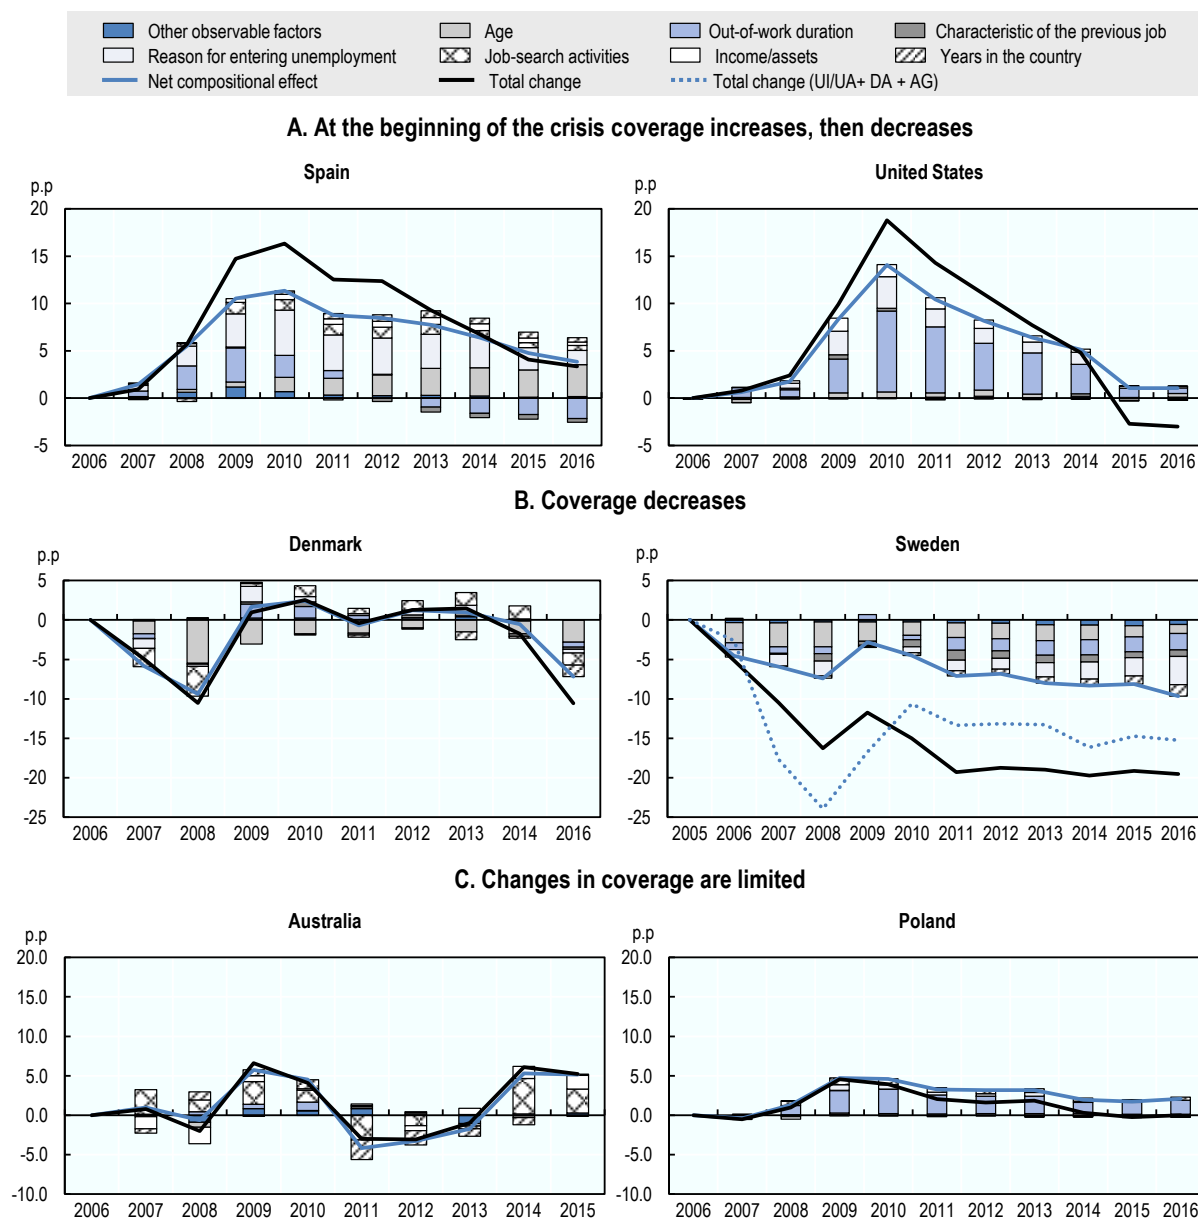 Other observable factors Age Out-of-work duration Characteristic of the previous job
Reason for entering unemployment Job-search activities Income/assets Years in the country
Net compositional effect Total change Total change (UI/UA+ DA + AG)
A. At the beginning of the crisis coverage increases, then decreases
Spain United States
p.p p.p
20 20
15 15
10 10
5 5
0 0
-5 -5
2006 2007 2008 2009 2010 2011 2012 2013 2014 2015 2016 2006 2007 2008 2009 2010 2011 2012 2013 2014 2015 2016
B. Coverage decreases
Denmark Sweden
p.p p.p
5 5
0 0
-5 -5
-10 -10
-15 -15
-20 -20
-25 -25
2006 2007 2008 2009 2010 2011 2012 2013 2014 2016 2005 2006 2007 2008 2009 2010 2011 2012 2013 2014 2015 2016
C. Changes in coverage are limited
Australia Poland
p.p p.p
20.0 20.0
15.0 15.0
10.0 10.0
5.0 5.0
0.0 0.0
-5.0 -5.0
-10.0 -10.0
2006 2007 2008 2009 2010 2011 2012 2013 2014 2015 2006 2007 2008 2009 2010 2011 2012 2013 2014 2015 2016